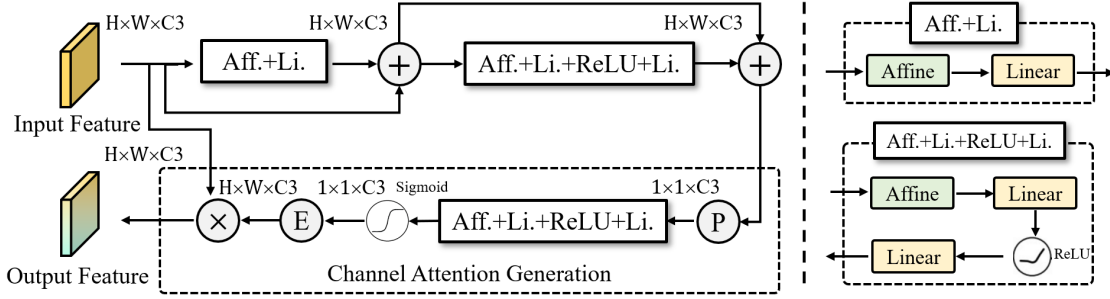 H×W×C3
H×W×C3
H×W×C3
Aff.+Li.
+
Aff.+Li.+ReLU+Li.
+
Input Feature
H×W×C3
H×W×C3
1×1×C3
Sigmoid
1×1×C3
×
E
Aff.+Li.+ReLU+Li.
P
Output Feature
Channel Attention Generation
Aff.+Li.
Affine
Linear
Aff.+Li.+ReLU+Li.
Affine
Linear
Linear
ReLU